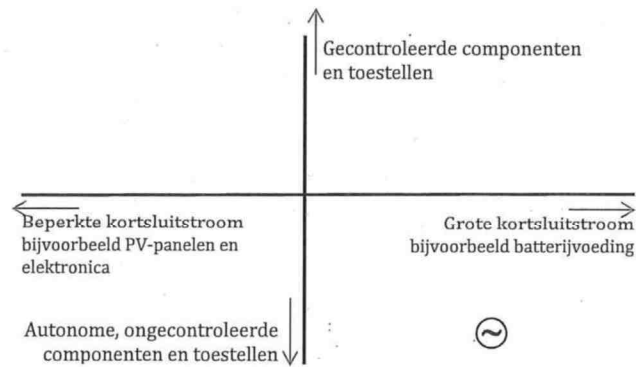 Gecontroleerde componenten
en toestellen
Beperkte kortsluitstroom
bijvoorbeeld PV-panelen en
elektronica
Grote kortsluitstroom
bijvoorbeeld batterijvoeding
Autonome, ongecontroleerde
componenten en toestellen
~